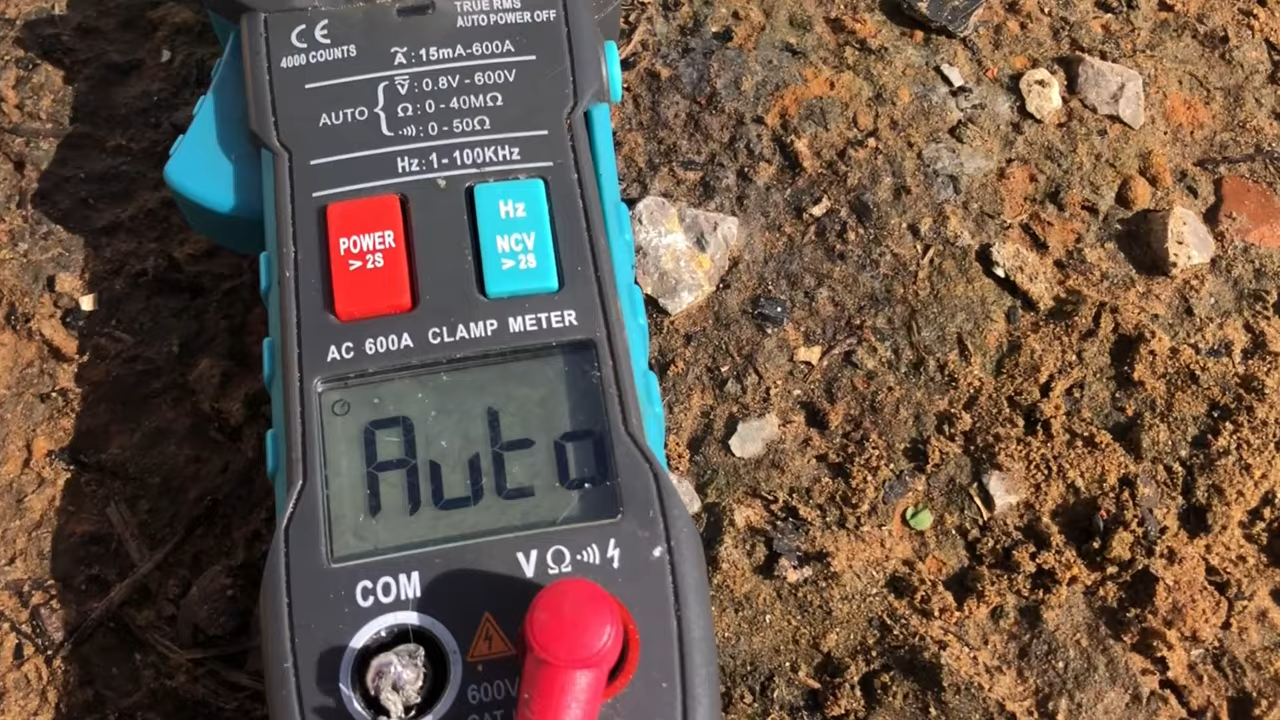 CE
TRUE RMS
AUTO POWER OFF
4000 COUNTS
A: 15mA-600A
V: 0.8V-600V
AUTO
Ω: 0-40MΩ
0-50Ω
Hz: 1-100KHz
POWER
>2S
Hz
NCV
>2S
AC 600A CLAMP METER
Auto
COM
VΩ
600V